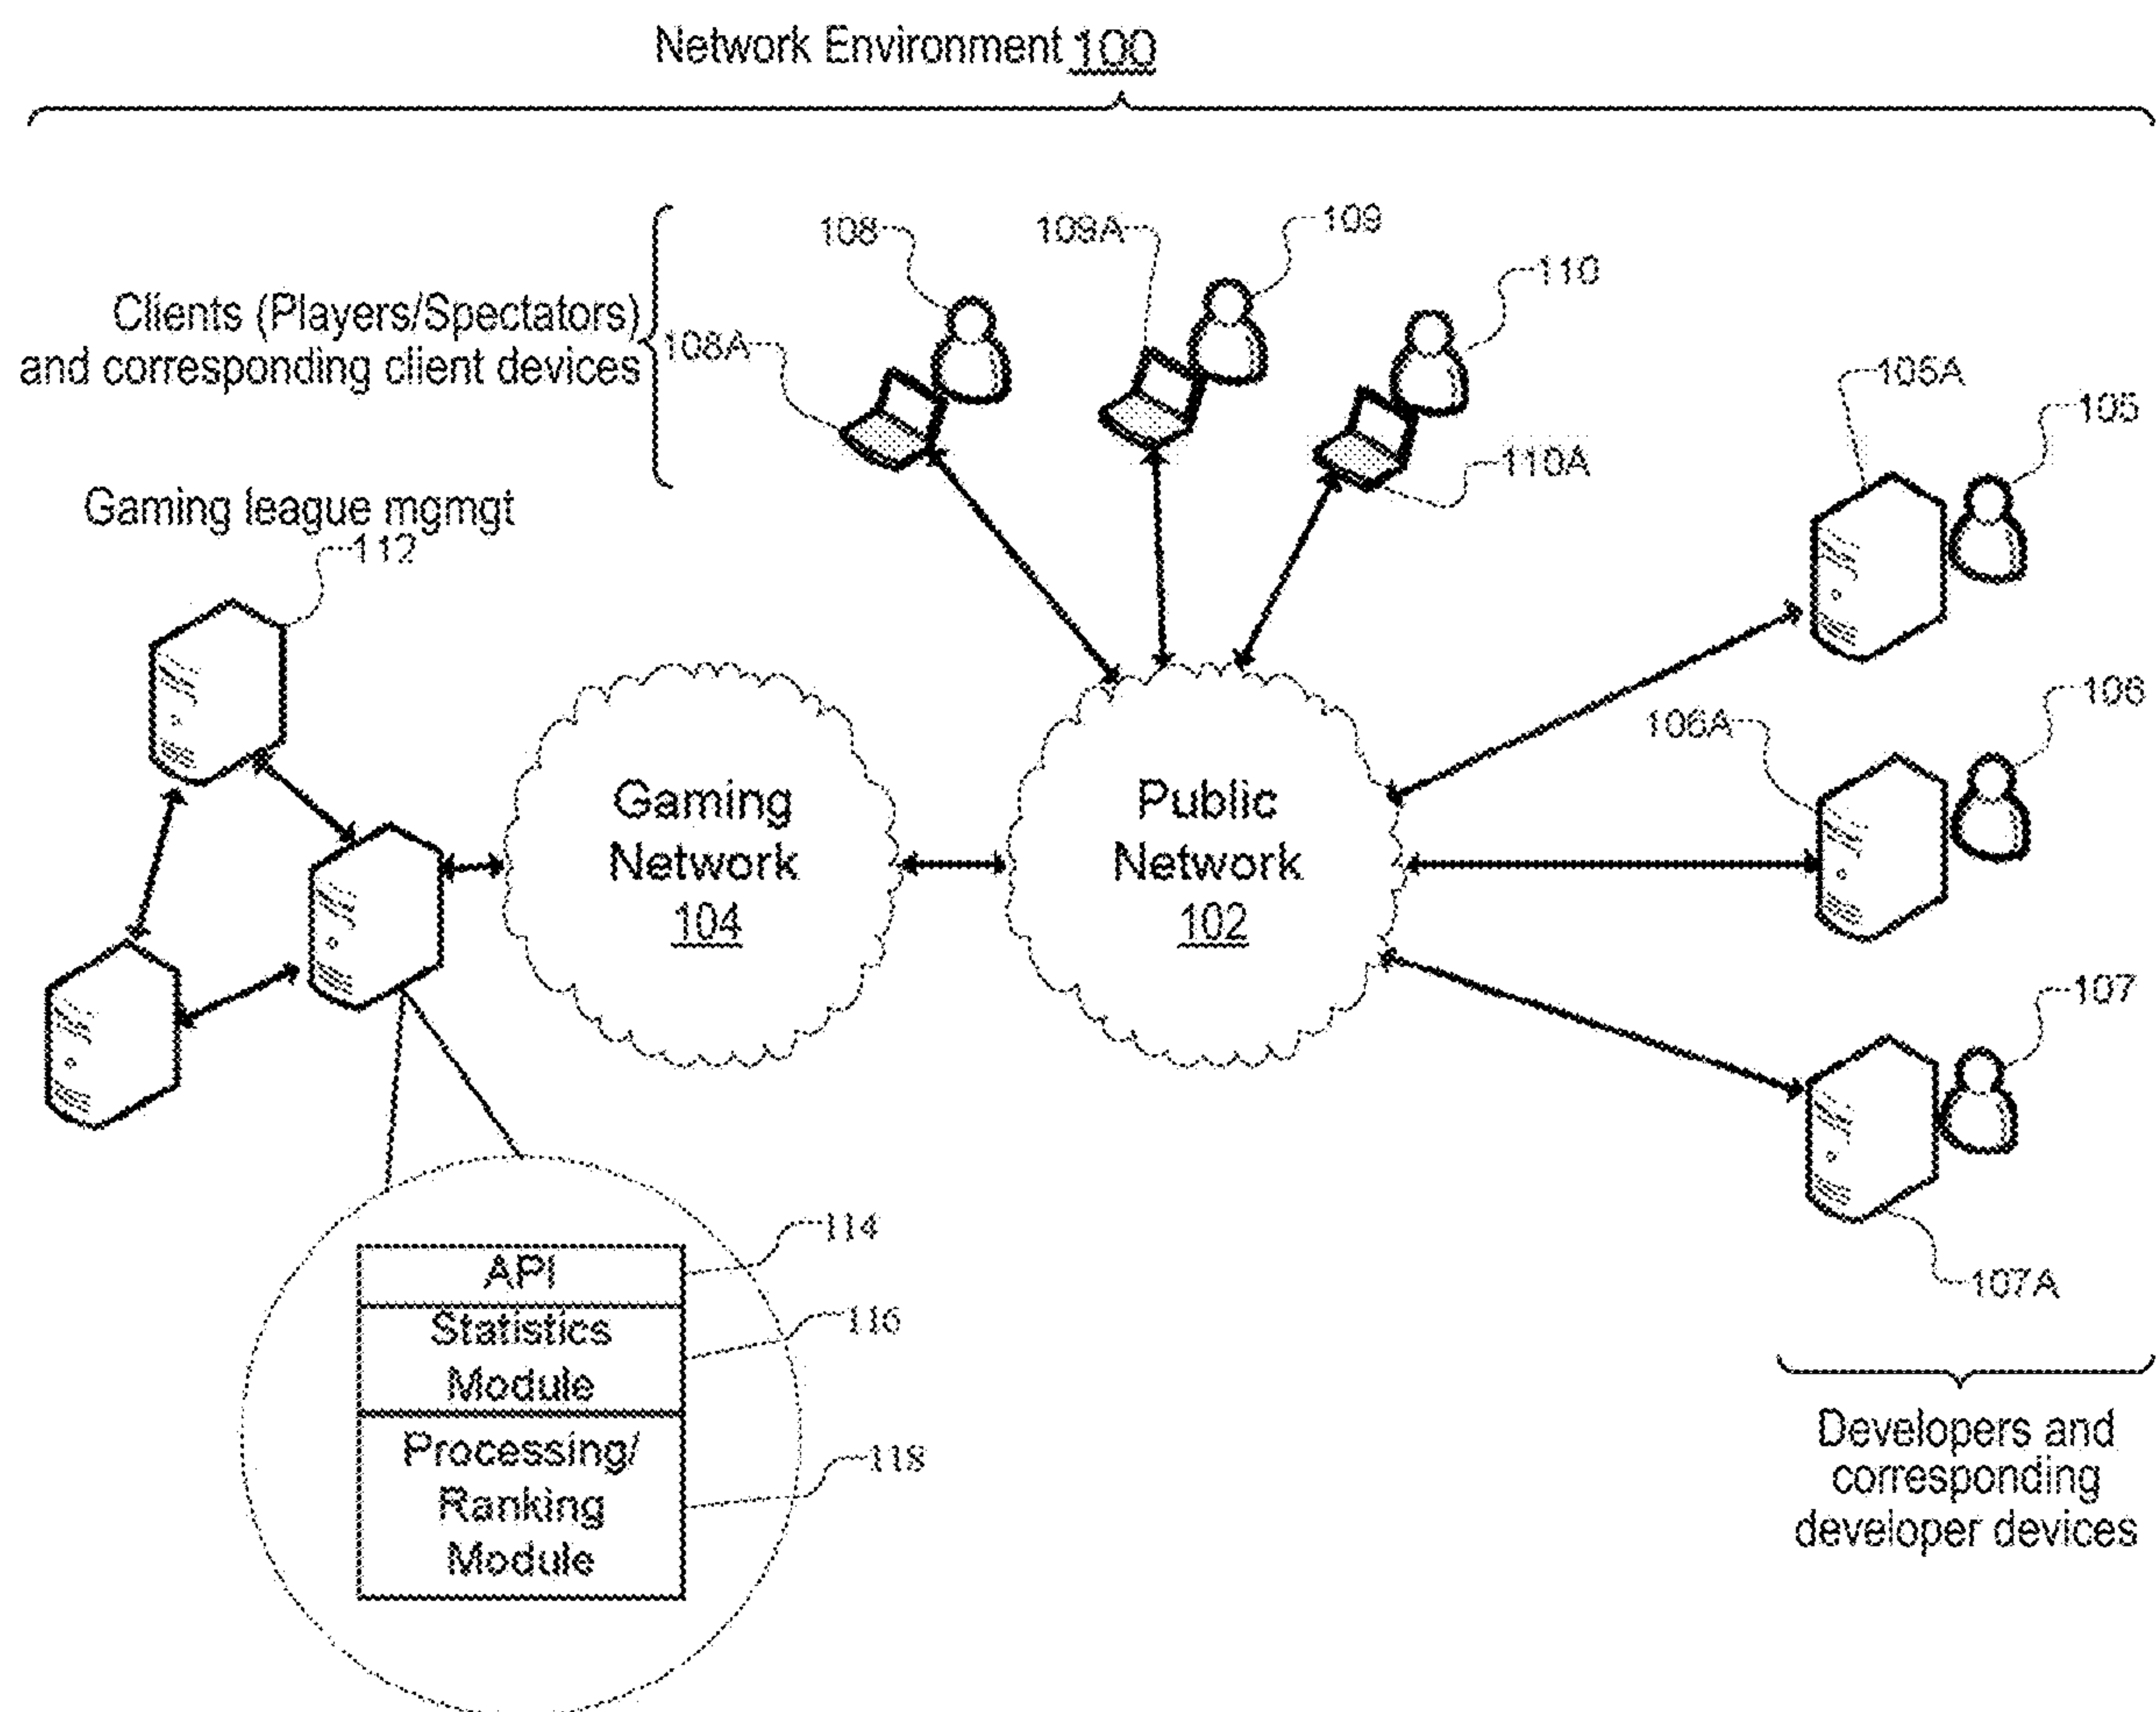 Network Environment 100
108
109A
109
110
Clients (Players/Spectators)
and corresponding client devices
108A
110A
105A
105
Gaming league mgmgt
112
106A
106
Gaming
Network
104
Public
Network
102
107
107A
114
API
116
Statistics
Module
118
Processing/
Ranking
Module
Developers and
corresponding
developer devices